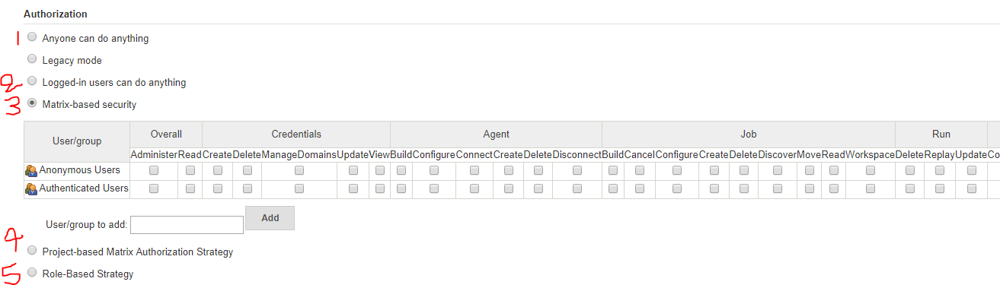 Authorization
1 Anyone can do anything
Legacy mode
2 Logged-in users can do anything
3 Matrix-based security
User/group Overall Credentials Agent Job Run
Administer Read Create Delete ManageDomains Update View Build Configure Connect Create Delete Disconnect Build Cancel Configure Create Delete Discover Move Read Workspace Delete Replay Update Co
Anonymous Users
Authenticated Users
User/group to add: Add
4 Project-based Matrix Authorization Strategy
5 Role-Based Strategy